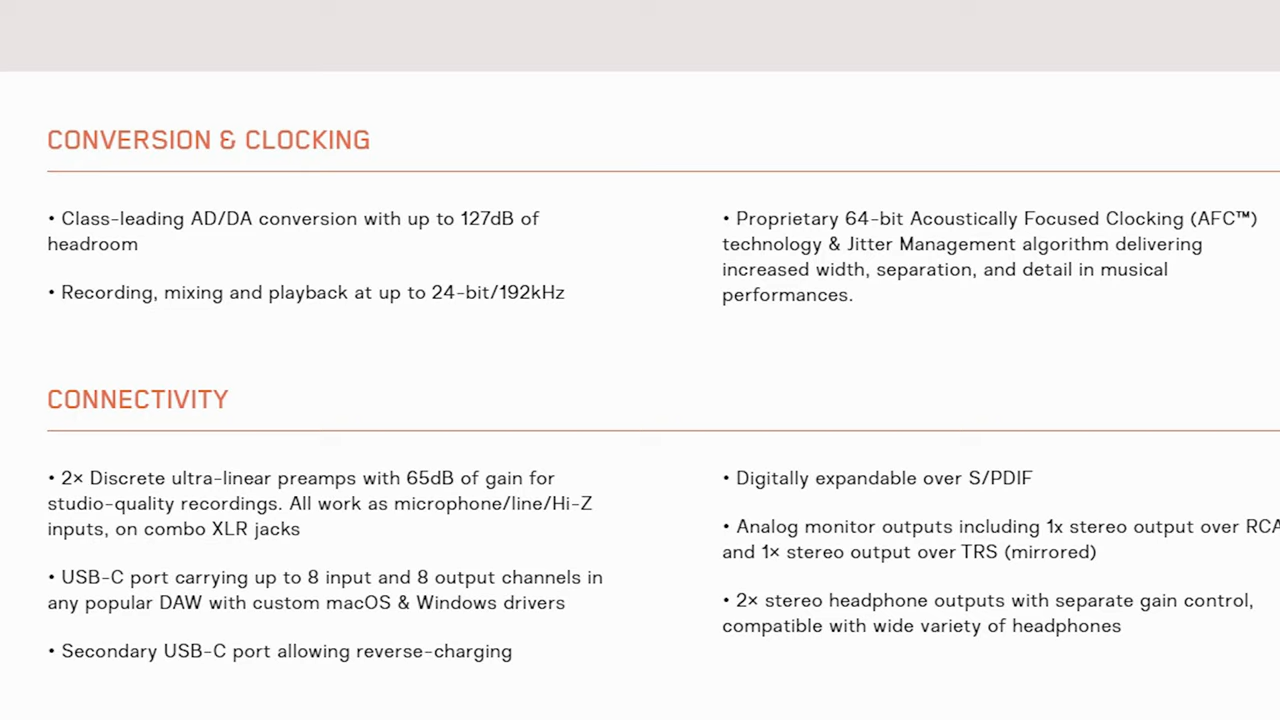 CONVERSION & CLOCKING
• Class-leading AD/DA conversion with up to 127dB of
headroom
• Recording, mixing and playback at up to 24-bit/192kHz
• Proprietary 64-bit Acoustically Focused Clocking (AFC™)
technology & Jitter Management algorithm delivering
increased width, separation, and detail in musical
performances.
CONNECTIVITY
• 2× Discrete ultra-linear preamps with 65dB of gain for
studio-quality recordings. All work as microphone/line/Hi-Z
inputs, on combo XLR jacks
• USB-C port carrying up to 8 input and 8 output channels in
any popular DAW with custom macOS & Windows drivers
• Secondary USB-C port allowing reverse-charging
• Digitally expandable over S/PDIF
• Analog monitor outputs including 1x stereo output over RCA
and 1× stereo output over TRS (mirrored)
• 2× stereo headphone outputs with separate gain control,
compatible with wide variety of headphones